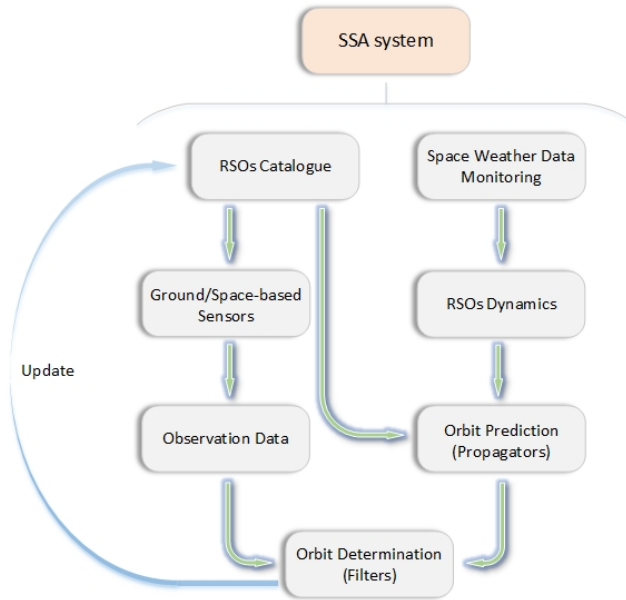 SSA system
RSOs Catalogue
Space Weather Data
Monitoring
Ground/Space-based
Sensors
RSOs Dynamics
Update
Observation Data
Orbit Prediction
(Propagators)
Orbit Determination
(Filters)